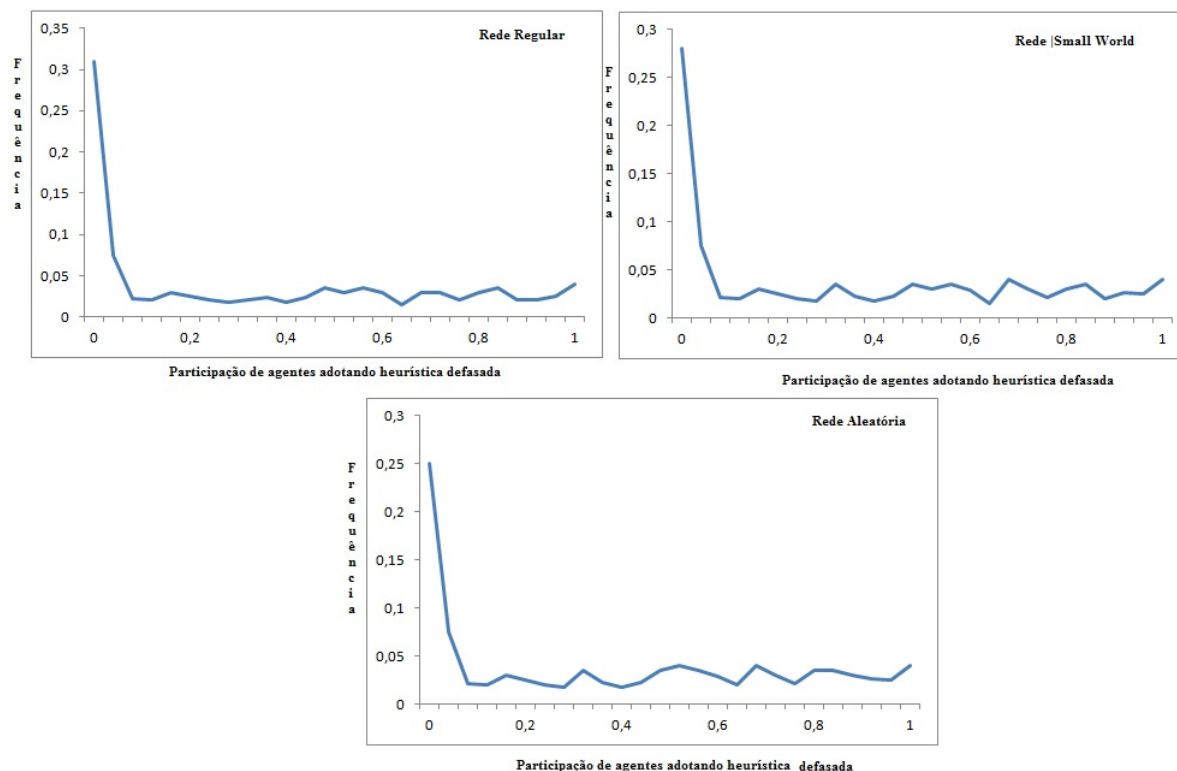 Rede Regular
Frequência
0,35
0,3
0,25
0,2
0,15
0,1
0,05
0
0 0,2 0,4 0,6 0,8 1
Participação de agentes adotando heurística defasada
Rede |Small World
Frequência
0,3
0,25
0,2
0,15
0,1
0,05
0
0 0,2 0,4 0,6 0,8 1
Participação de agentes adotando heurística defasada
Rede Aleatória
Frequência
0,3
0,25
0,2
0,15
0,1
0,05
0
0 0,2 0,4 0,6 0,8 1
Participação de agentes adotando heurística defasada